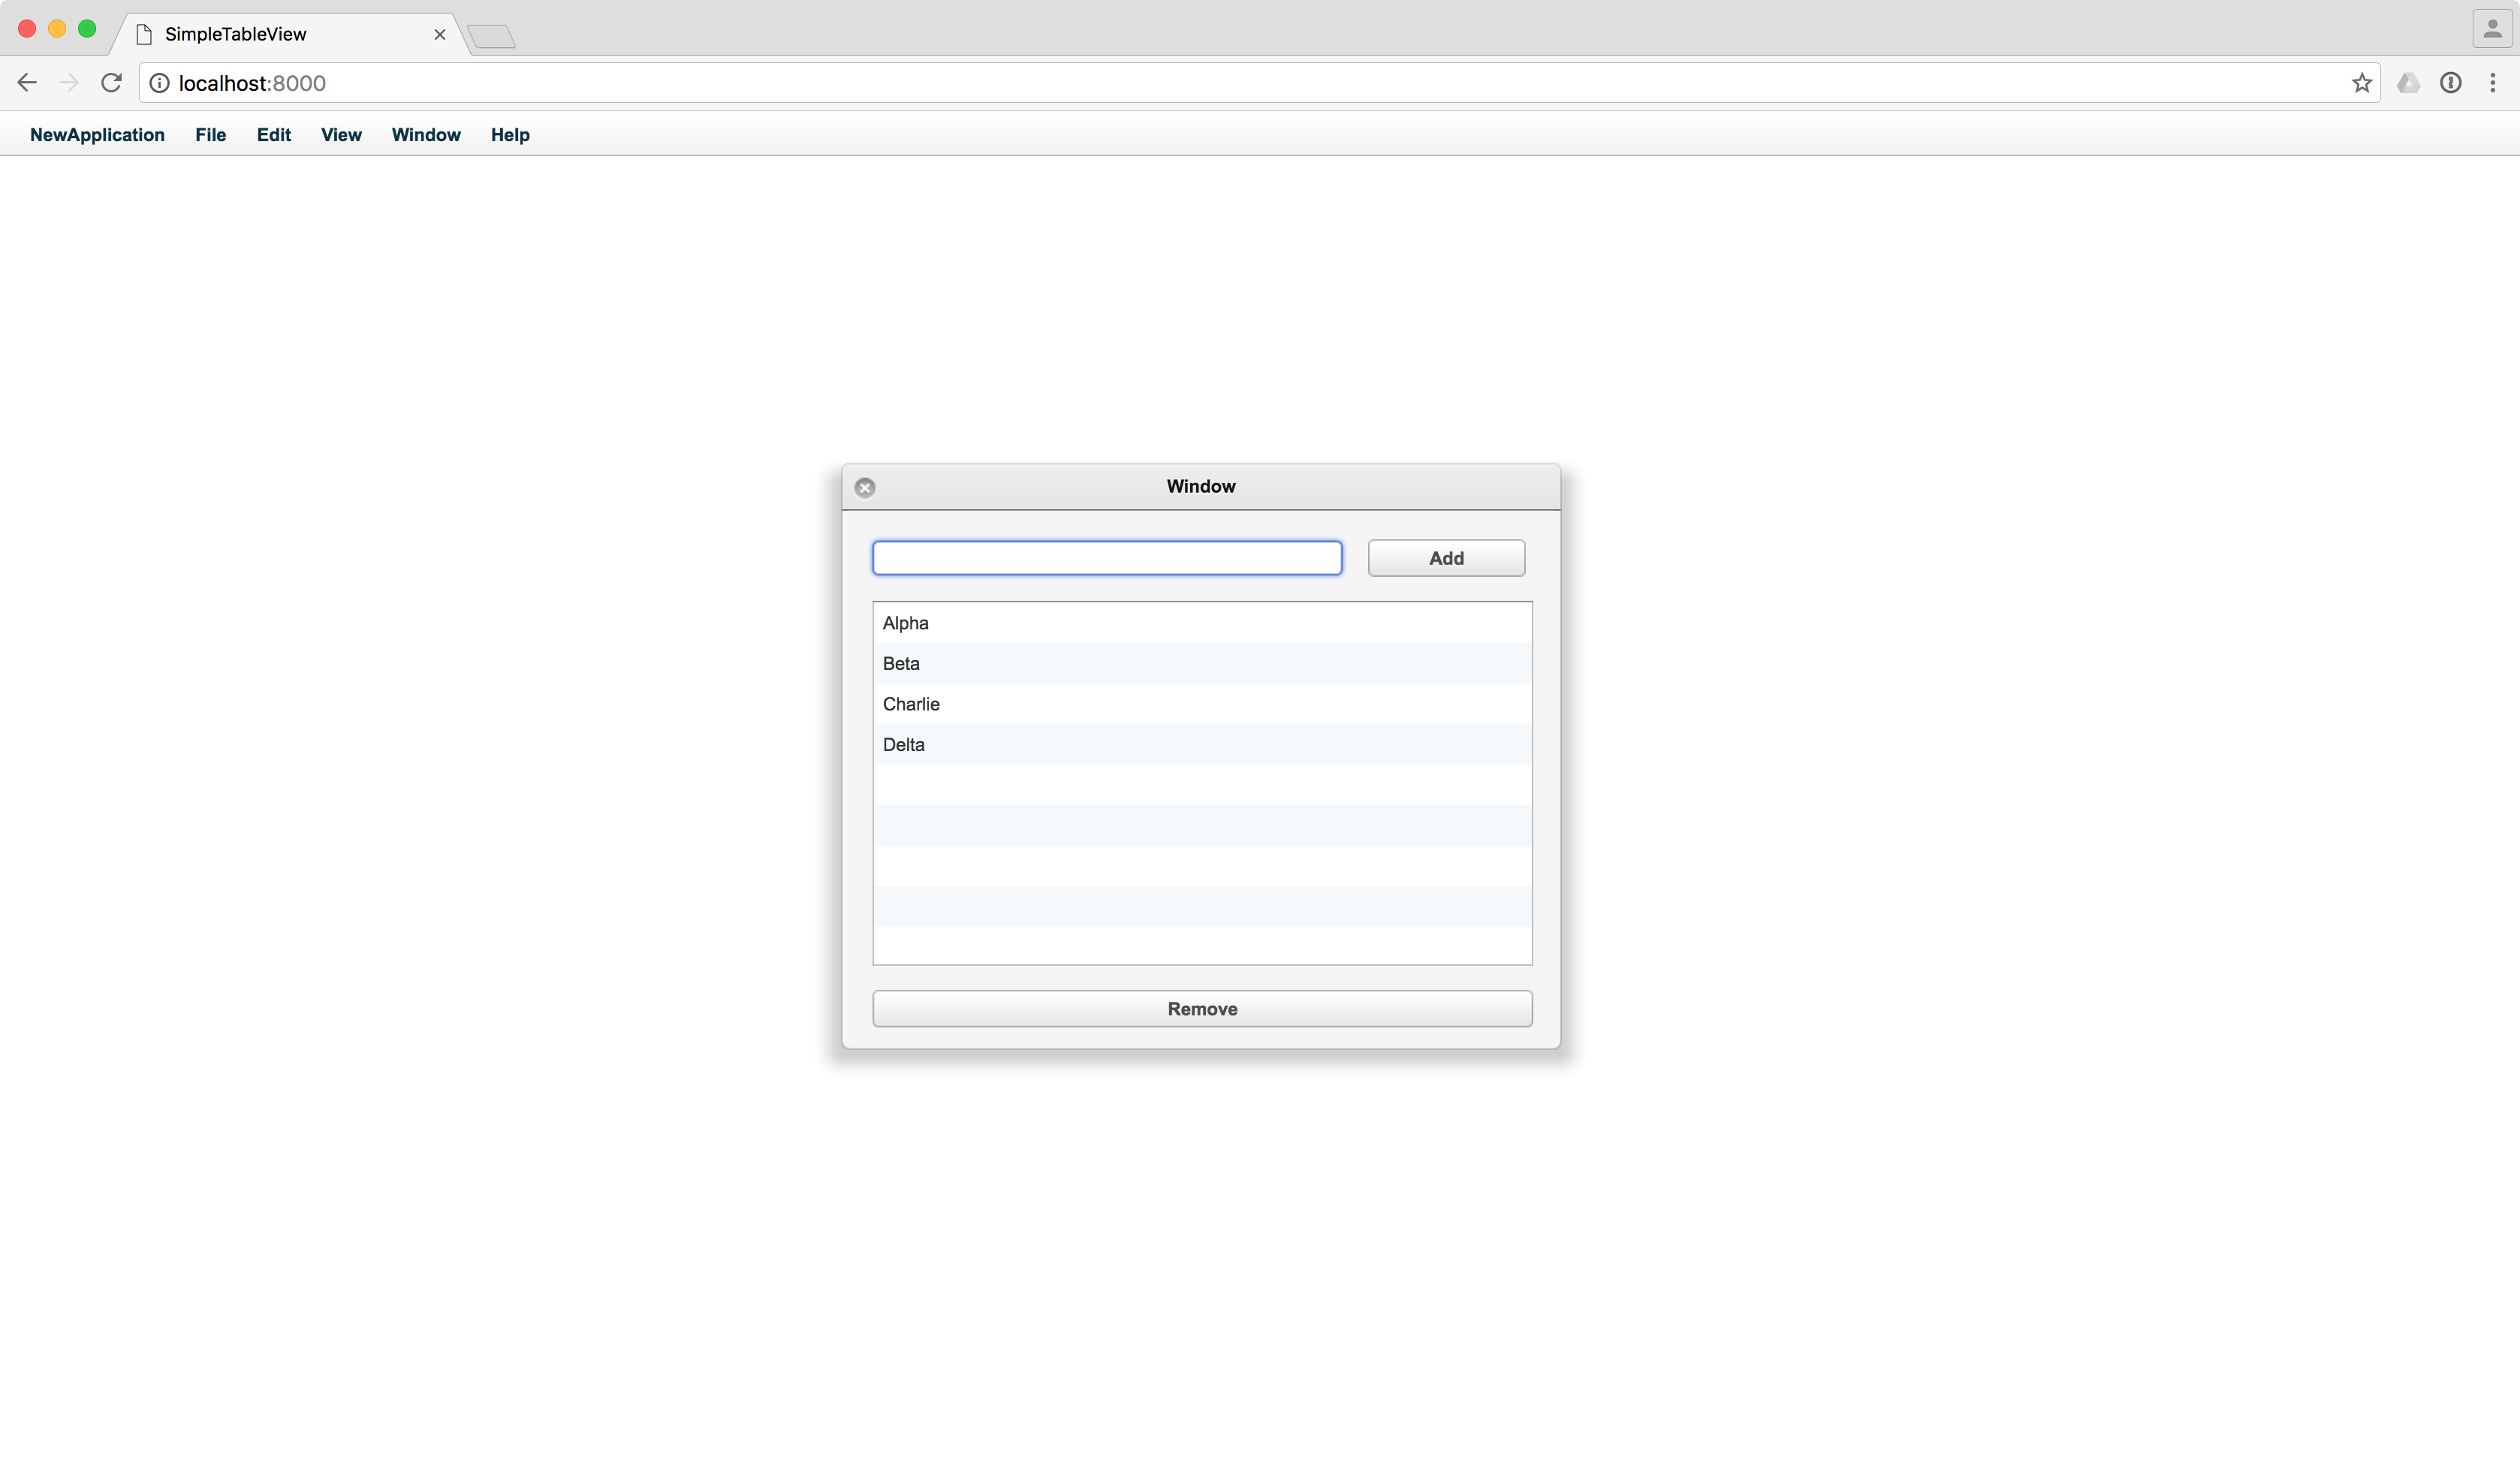 SimpleTableView
localhost:8000
NewApplication File Edit View Window Help
Window
Add
Alpha
Beta
Charlie
Delta
Remove